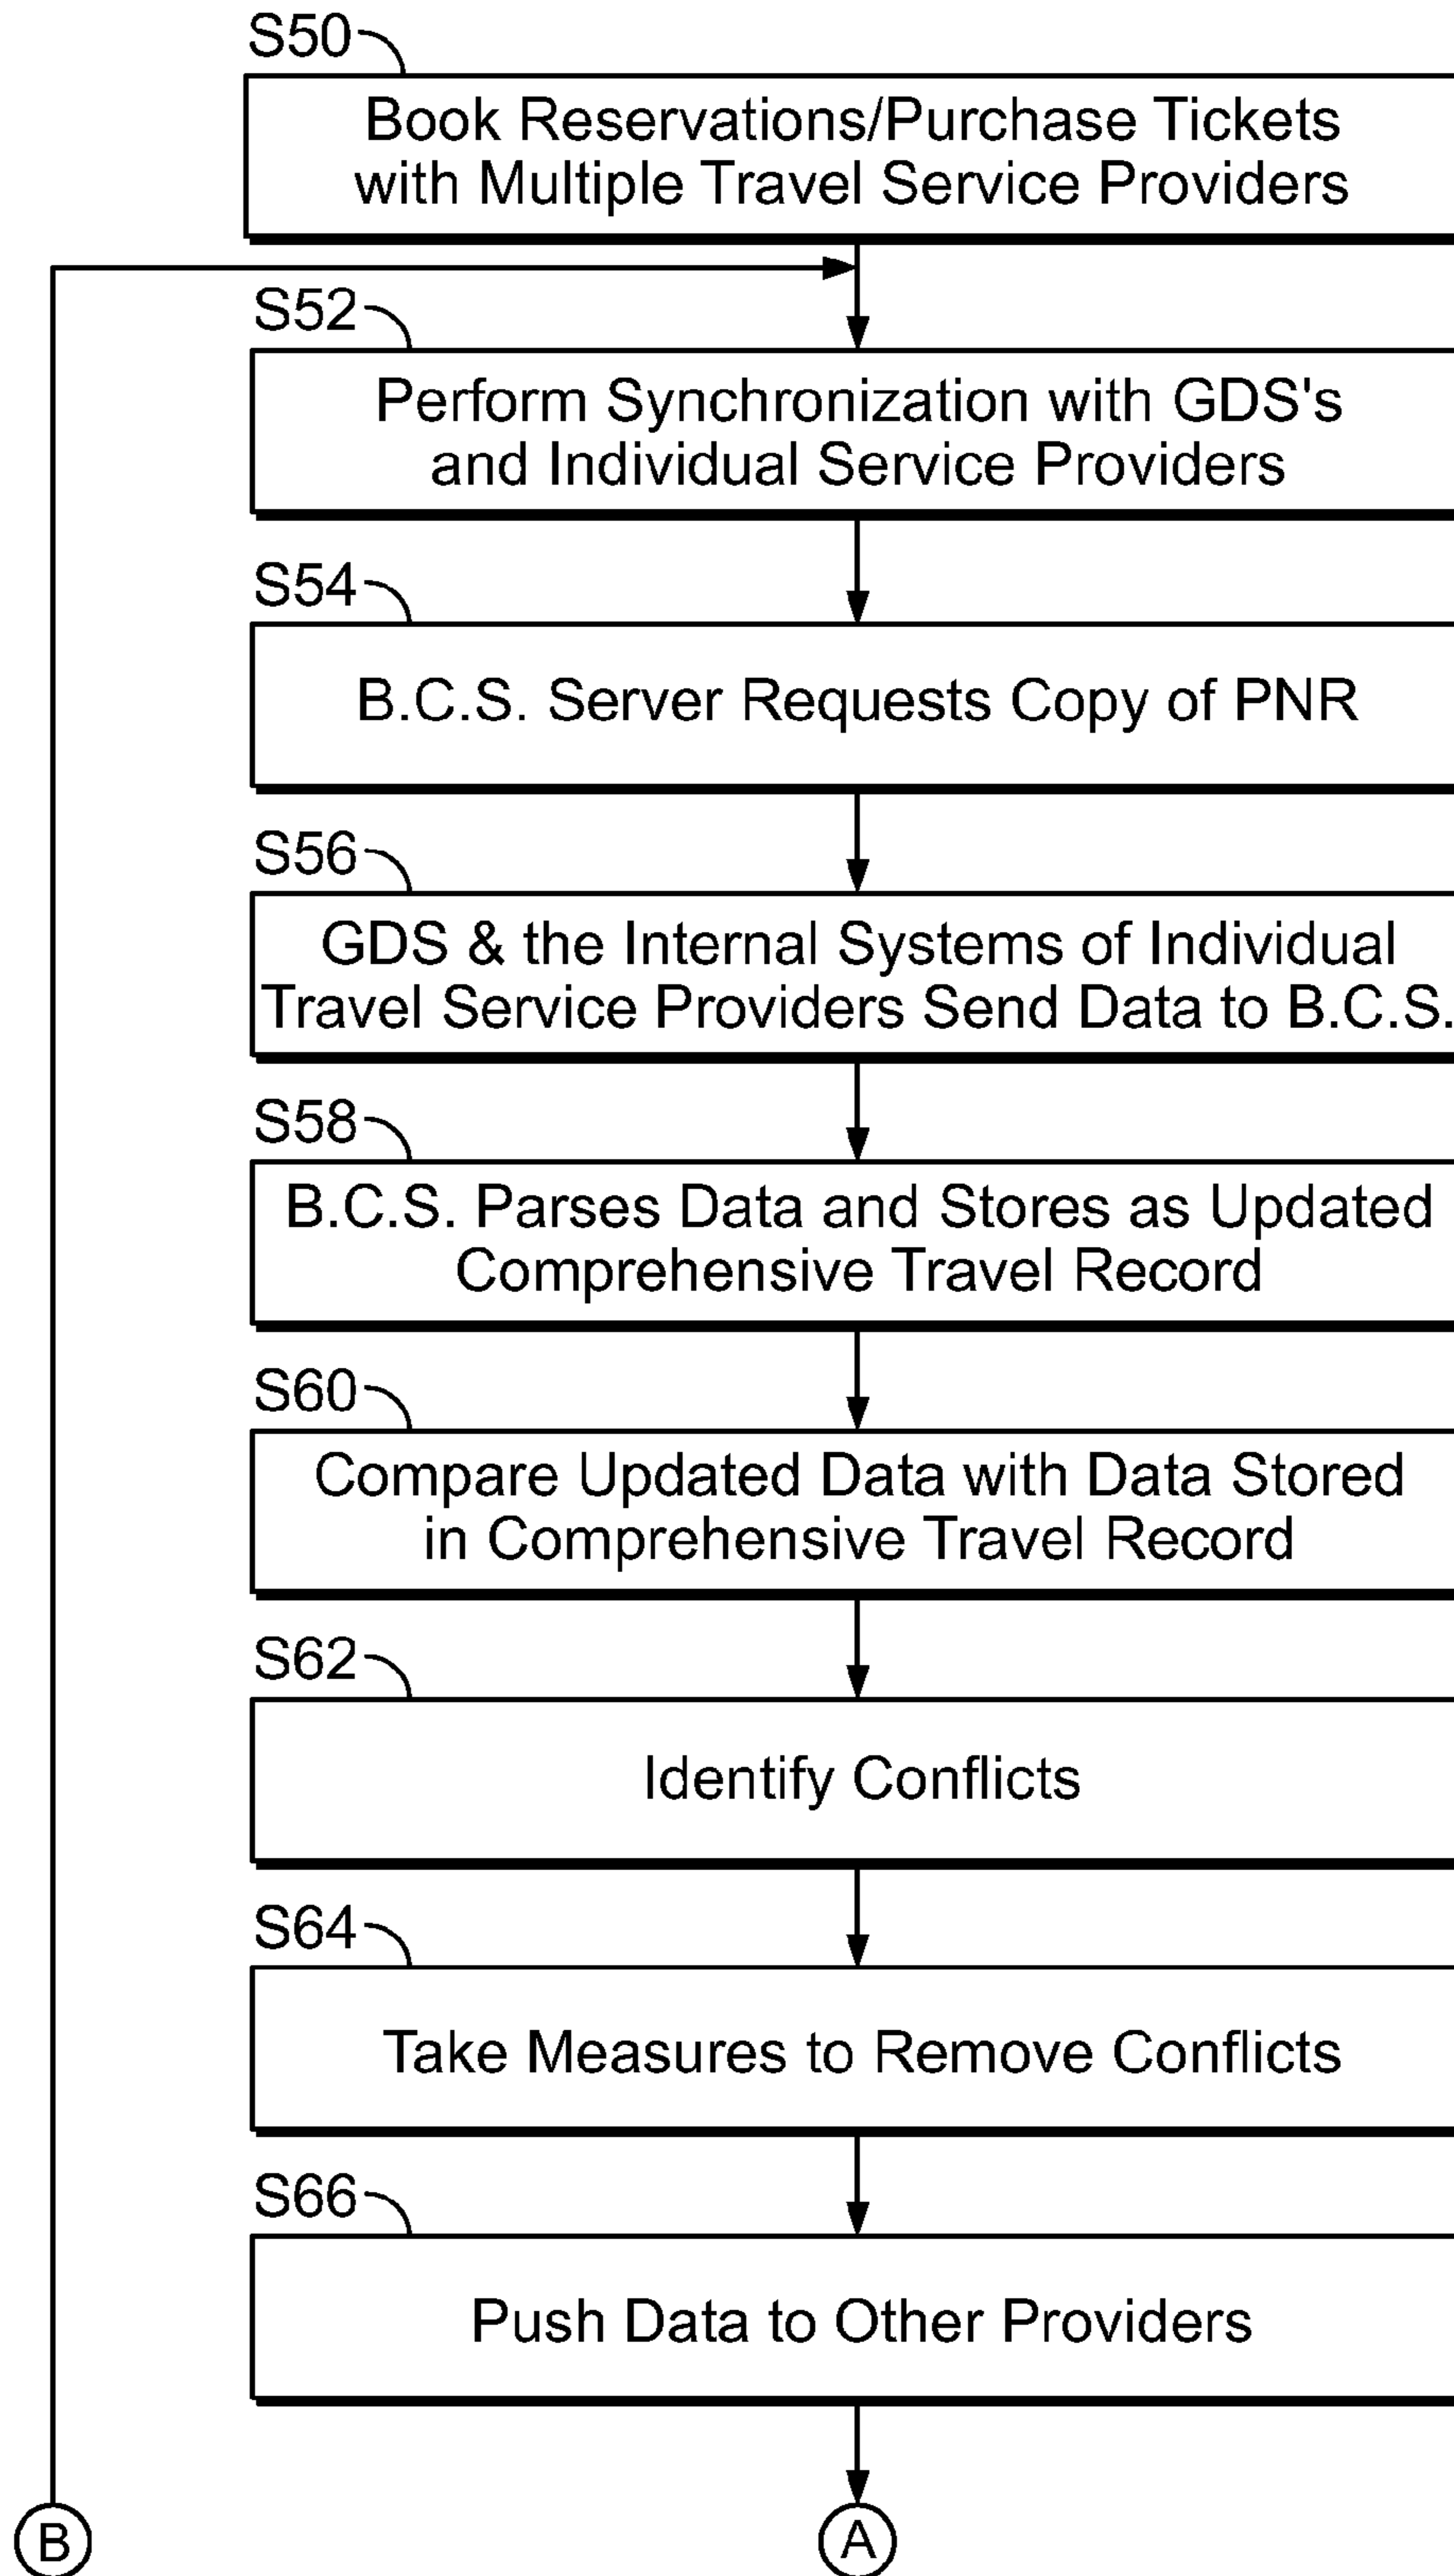 S50
Book Reservations/Purchase Tickets
with Multiple Travel Service Providers
S52
Perform Synchronization with GDS's
and Individual Service Providers
S54
B.C.S. Server Requests Copy of PNR
S56
GDS & the Internal Systems of Individual
Travel Service Providers Send Data to B.C.S.
S58
B.C.S. Parses Data and Stores as Updated
Comprehensive Travel Record
S60
Compare Updated Data with Data Stored
in Comprehensive Travel Record
S62
Identify Conflicts
S64
Take Measures to Remove Conflicts
S66
Push Data to Other Providers
B
A